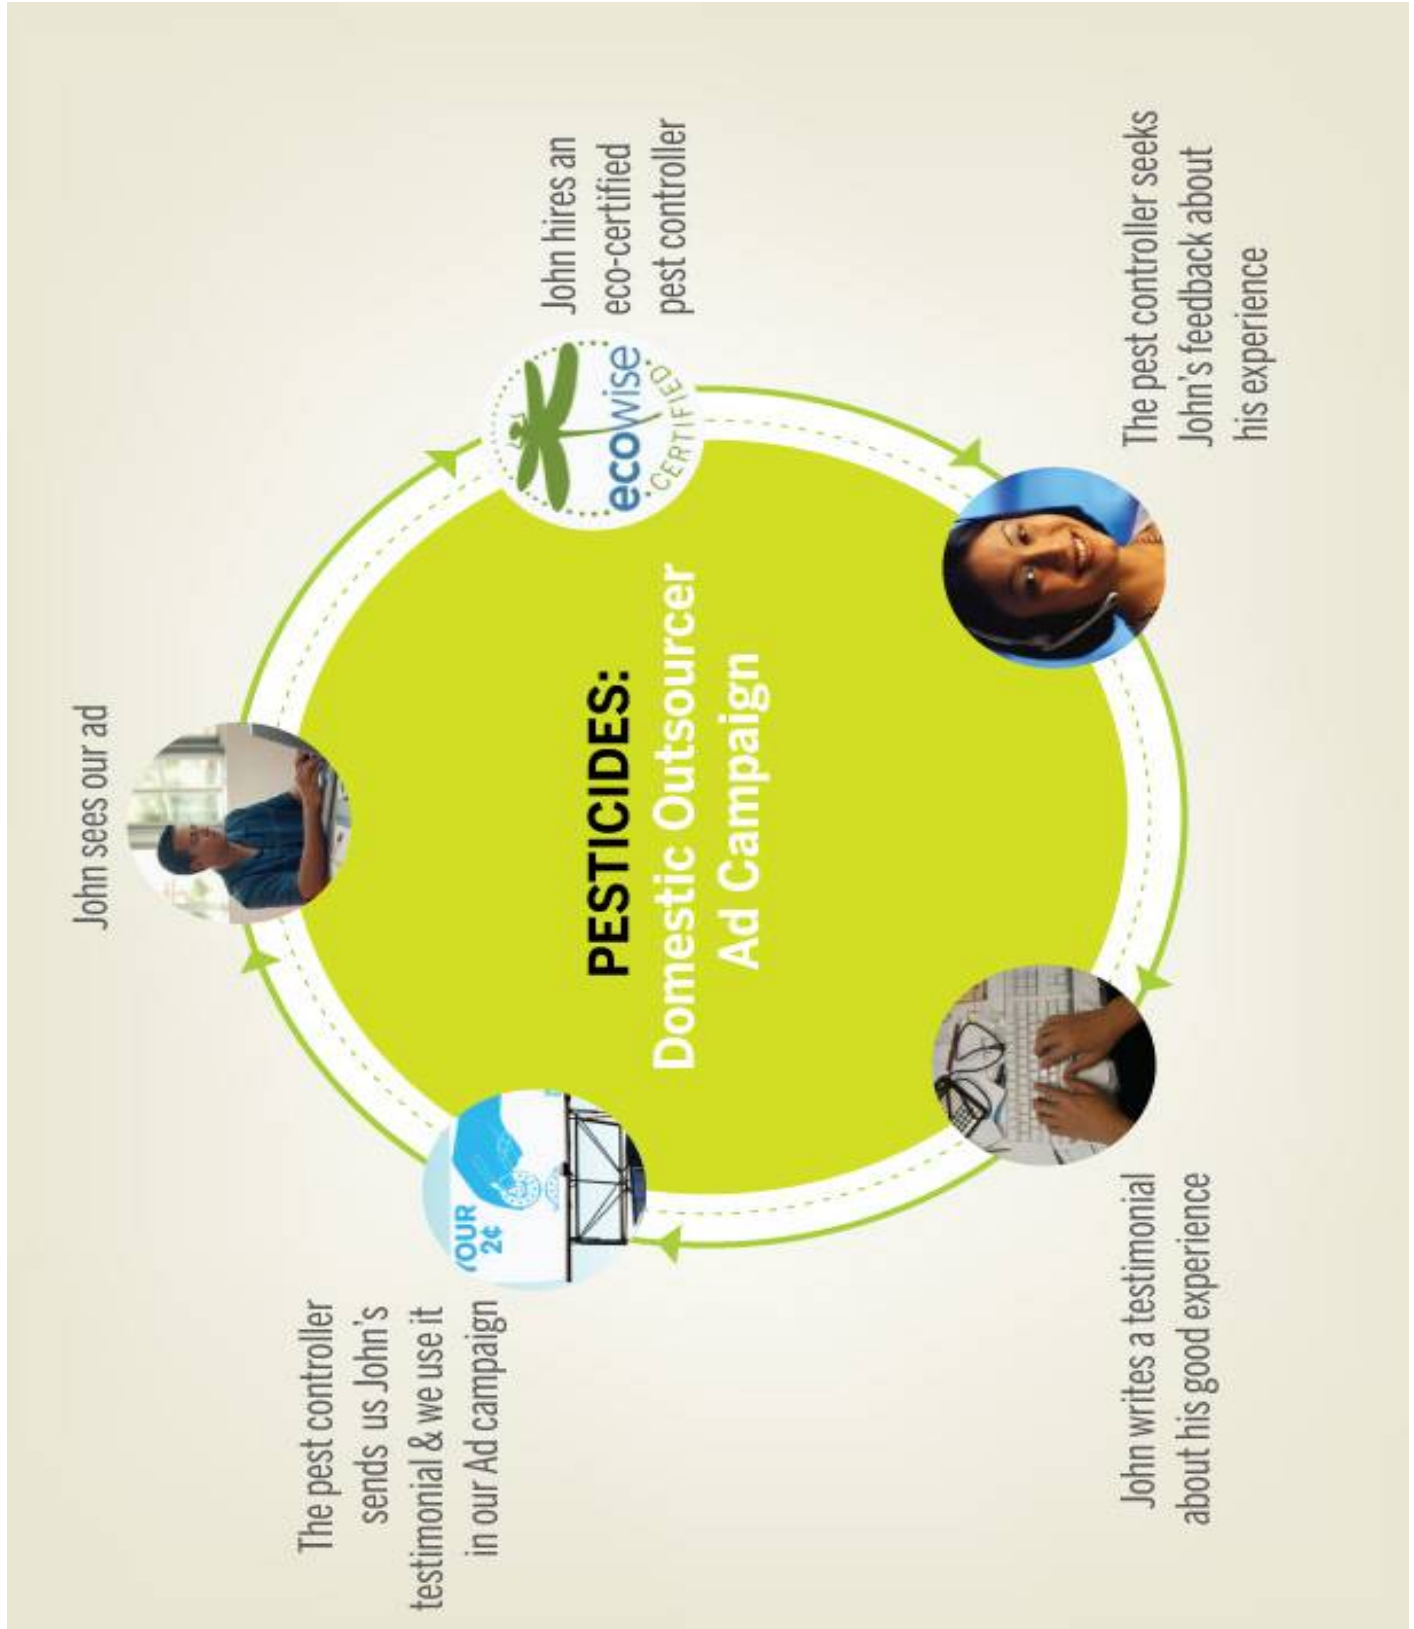 John sees our ad
John hires an
eco-certified
pest controller
ecowise
CERTIFIED
The pest controller seeks
John's feedback about
his experience
John writes a testimonial
about his good experience
The pest controller
sends us John's
testimonial & we use it
in our Ad campaign
YOUR
2¢
PESTICIDES:
Domestic Outsourcer
Ad Campaign